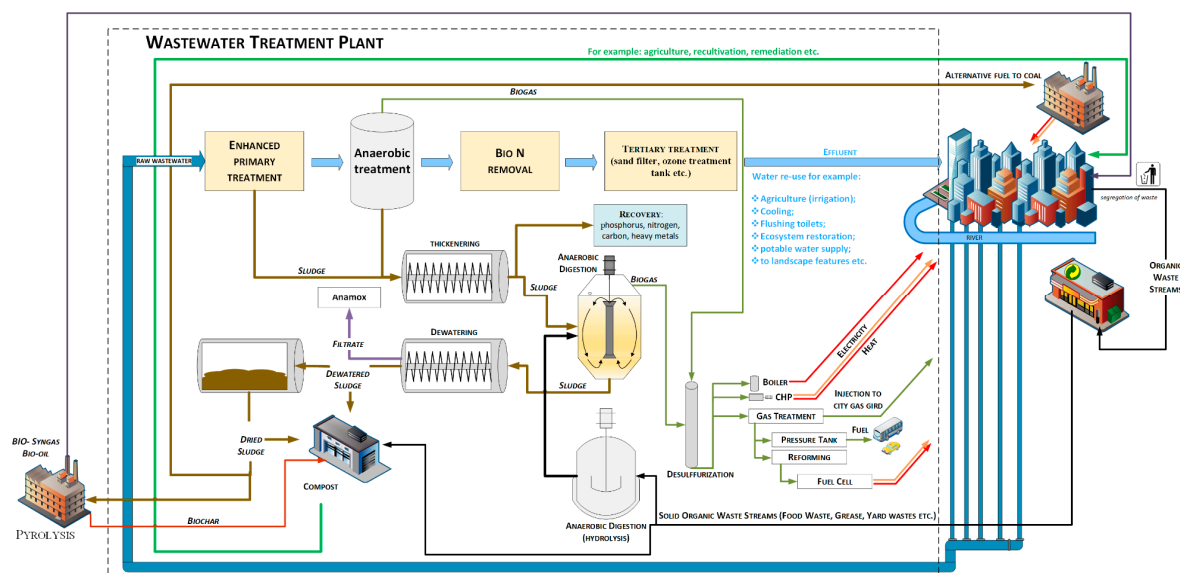 WASTEWATER TREATMENT PLANT
For example: agriculture, recultivation, remediation etc.
ALTERNATIVE FUEL TO COAL
BIOGAS
RAW WASTEWATER
ENHANCED
PRIMARY
TREATMENT
Anaerobic
treatment
BIO N
REMOVAL
TERTIARY TREATMENT
(sand filter, ozone treatment
tank etc.)
EFFLUENT
Water re-use for example:
❖ Agriculture (irrigation);
❖ Cooling;
❖ Flushing toilets;
❖ Ecosystem restoration;
❖ potable water supply;
❖ to landscape features etc.
segregation of waste
RIVER
ORGANIC
WASTE
STREAMS
RECOVERY:
phosphorus, nitrogen,
carbon, heavy metals
THICKENERING
SLUDGE
SLUDGE
ANAEROBIC
DIGESTION
BIOGAS
Anamox
FILTRATE
DEWATERING
DEWATERED
SLUDGE
SLUDGE
ELECTRICITY
HEAT
BOILER
CHP
INJECTION TO
CITY GAS GIRD
GAS TREATMENT
PRESSURE TANK
FUEL
REFORMING
FUEL CELL
DESULFFURIZATION
DRIED
SLUDGE
BIO- SYNGAS
BIO-OIL
PYROLYSIS
BIOCHAR
COMPOST
ANAEROBIC DIGESTION
(HYDROLYSIS)
SOLID ORGANIC WASTE STREAMS (FOOD WASTE, GREASE, YARD WASTES ETC.)